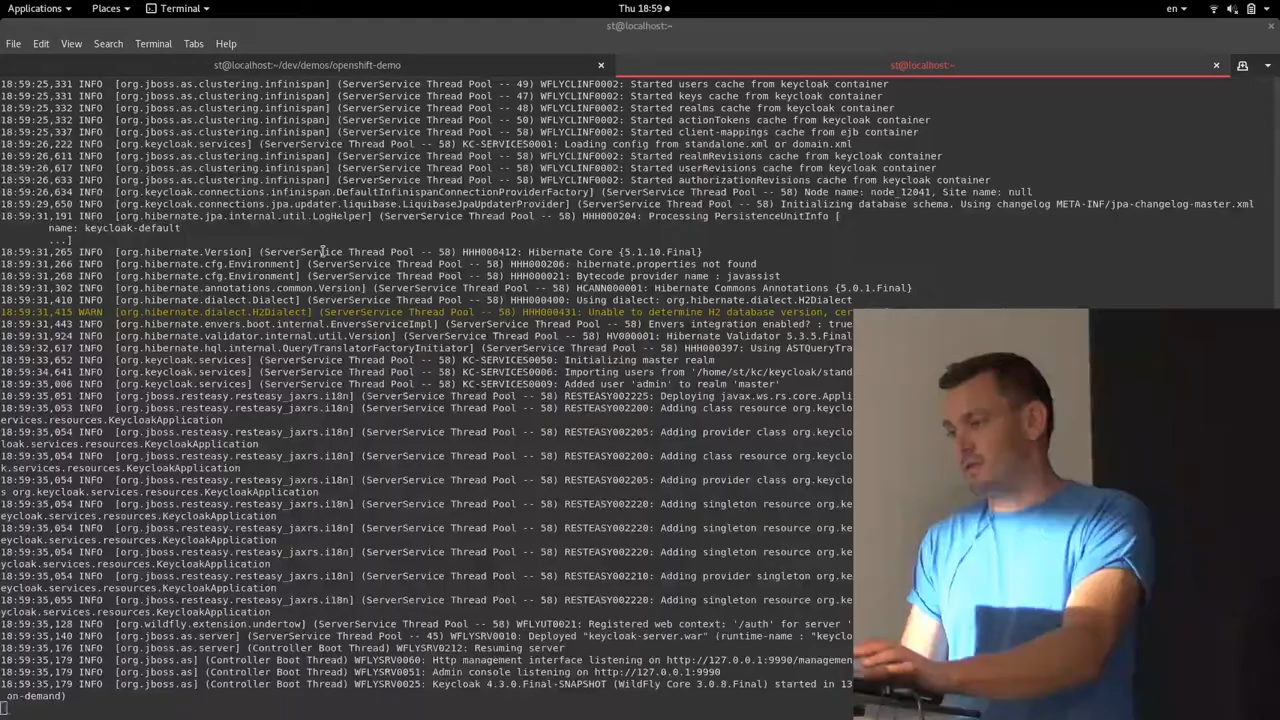 Applications Places Terminal Thu 18:59 en
st@localhost:~
File Edit View Search Terminal Tabs Help
st@localhost:~/dev/demos/openshift-demo st@localhost:~
18:59:25,331 INFO [org.jboss.as.clustering.infinispan] (ServerService Thread Pool -- 49) WFLYCLINF0002: Started users cache from keycloak container
18:59:25,331 INFO [org.jboss.as.clustering.infinispan] (ServerService Thread Pool -- 47) WFLYCLINF0002: Started keys cache from keycloak container
18:59:25,332 INFO [org.jboss.as.clustering.infinispan] (ServerService Thread Pool -- 48) WFLYCLINF0002: Started realms cache from keycloak container
18:59:25,332 INFO [org.jboss.as.clustering.infinispan] (ServerService Thread Pool -- 50) WFLYCLINF0002: Started actionTokens cache from keycloak container
18:59:25,337 INFO [org.jboss.as.clustering.infinispan] (ServerService Thread Pool -- 58) WFLYCLINF0002: Started client-mappings cache from ejb container
18:59:26,222 INFO [org.keycloak.services] (ServerService Thread Pool -- 58) KC-SERVICES0001: Loading config from standalone.xml or domain.xml
18:59:26,611 INFO [org.jboss.as.clustering.infinispan] (ServerService Thread Pool -- 58) WFLYCLINF0002: Started realmRevisions cache from keycloak container
18:59:26,617 INFO [org.jboss.as.clustering.infinispan] (ServerService Thread Pool -- 58) WFLYCLINF0002: Started userRevisions cache from keycloak container
18:59:26,633 INFO [org.jboss.as.clustering.infinispan] (ServerService Thread Pool -- 58) WFLYCLINF0002: Started authorizationRevisions cache from keycloak container
18:59:26,634 INFO [org.keycloak.connections.infinispan.DefaultInfinispanConnectionProviderFactory] (ServerService Thread Pool -- 58) Node name: node_12041, Site name: null
18:59:29,650 INFO [org.keycloak.connections.jpa.updater.liquibase.LiquibaseJpaUpdaterProvider] (ServerService Thread Pool -- 58) Initializing database schema. Using changelog META-INF/jpa-changelog-master.xml
18:59:31,191 INFO [org.hibernate.jpa.internal.util.LogHelper] (ServerService Thread Pool -- 58) HHH000204: Processing PersistenceUnitInfo [
name: keycloak-default
...]
18:59:31,265 INFO [org.hibernate.Version] (ServerService Thread Pool -- 58) HHH000412: Hibernate Core {5.1.10.Final}
18:59:31,266 INFO [org.hibernate.cfg.Environment] (ServerService Thread Pool -- 58) HHH000206: hibernate.properties not found
18:59:31,268 INFO [org.hibernate.cfg.Environment] (ServerService Thread Pool -- 58) HHH000021: Bytecode provider name : javassist
18:59:31,302 INFO [org.hibernate.annotations.common.Version] (ServerService Thread Pool -- 58) HCANN000001: Hibernate Commons Annotations {5.0.1.Final}
18:59:31,410 INFO [org.hibernate.dialect.Dialect] (ServerService Thread Pool -- 58) HHH000400: Using dialect: org.hibernate.dialect.H2Dialect
18:59:31,415 WARN [org.hibernate.dialect.H2Dialect] (ServerService Thread Pool -- 58) HHH000431: Unable to determine H2 database version, cer
18:59:31,443 INFO [org.hibernate.envers.boot.internal.EnversServiceImpl] (ServerService Thread Pool -- 58) Envers integration enabled? : true
18:59:31,924 INFO [org.hibernate.validator.internal.util.Version] (ServerService Thread Pool -- 58) HV000001: Hibernate Validator 5.3.5.Final
18:59:32,617 INFO [org.hibernate.hql.internal.QueryTranslatorFactoryInitiator] (ServerService Thread Pool -- 58) HHH000397: Using ASTQueryTra
18:59:33,652 INFO [org.keycloak.services] (ServerService Thread Pool -- 58) KC-SERVICES0050: Initializing master realm
18:59:34,641 INFO [org.keycloak.services] (ServerService Thread Pool -- 58) KC-SERVICES0006: Importing users from '/home/st/kc/keycloak/stand
18:59:35,006 INFO [org.keycloak.services] (ServerService Thread Pool -- 58) KC-SERVICES0009: Added user 'admin' to realm 'master'
18:59:35,051 INFO [org.jboss.resteasy.resteasy_jaxrs.i18n] (ServerService Thread Pool -- 58) RESTEASY002225: Deploying javax.ws.rs.core.Appli
18:59:35,053 INFO [org.jboss.resteasy.resteasy_jaxrs.i18n] (ServerService Thread Pool -- 58) RESTEASY002200: Adding class resource org.keyclo
ervices.resources.KeycloakApplication
18:59:35,054 INFO [org.jboss.resteasy.resteasy_jaxrs.i18n] (ServerService Thread Pool -- 58) RESTEASY002205: Adding provider class org.keyclo
loak.services.resources.KeycloakApplication
18:59:35,054 INFO [org.jboss.resteasy.resteasy_jaxrs.i18n] (ServerService Thread Pool -- 58) RESTEASY002200: Adding class resource org.keyclo
k.services.resources.KeycloakApplication
18:59:35,054 INFO [org.jboss.resteasy.resteasy_jaxrs.i18n] (ServerService Thread Pool -- 58) RESTEASY002205: Adding provider class org.keyclo
s org.keycloak.services.resources.KeycloakApplication
18:59:35,054 INFO [org.jboss.resteasy.resteasy_jaxrs.i18n] (ServerService Thread Pool -- 58) RESTEASY002220: Adding singleton resource org.ke
eycloak.services.resources.KeycloakApplication
18:59:35,054 INFO [org.jboss.resteasy.resteasy_jaxrs.i18n] (ServerService Thread Pool -- 58) RESTEASY002220: Adding singleton resource org.ke
eycloak.services.resources.KeycloakApplication
18:59:35,054 INFO [org.jboss.resteasy.resteasy_jaxrs.i18n] (ServerService Thread Pool -- 58) RESTEASY002220: Adding singleton resource org.ke
ycloak.services.resources.KeycloakApplication
18:59:35,054 INFO [org.jboss.resteasy.resteasy_jaxrs.i18n] (ServerService Thread Pool -- 58) RESTEASY002210: Adding provider singleton org.ke
eycloak.services.resources.KeycloakApplication
18:59:35,055 INFO [org.jboss.resteasy.resteasy_jaxrs.i18n] (ServerService Thread Pool -- 58) RESTEASY002220: Adding singleton resource org.ke
eycloak.services.resources.KeycloakApplication
18:59:35,128 INFO [org.wildfly.extension.undertow] (ServerService Thread Pool -- 58) WFLYUT0021: Registered web context: '/auth' for server '
18:59:35,140 INFO [org.jboss.as.server] (ServerService Thread Pool -- 45) WFLYSRV0010: Deployed "keycloak-server.war" (runtime-name : "keyclo
18:59:35,176 INFO [org.jboss.as.server] (Controller Boot Thread) WFLYSRV0212: Resuming server
18:59:35,179 INFO [org.jboss.as] (Controller Boot Thread) WFLYSRV0060: Http management interface listening on http://127.0.0.1:9990/managemen
18:59:35,179 INFO [org.jboss.as] (Controller Boot Thread) WFLYSRV0051: Admin console listening on http://127.0.0.1:9990
18:59:35,179 INFO [org.jboss.as] (Controller Boot Thread) WFLYSRV0025: Keycloak 4.3.0.Final-SNAPSHOT (WildFly Core 3.0.8.Final) started in 13
_on-demand)